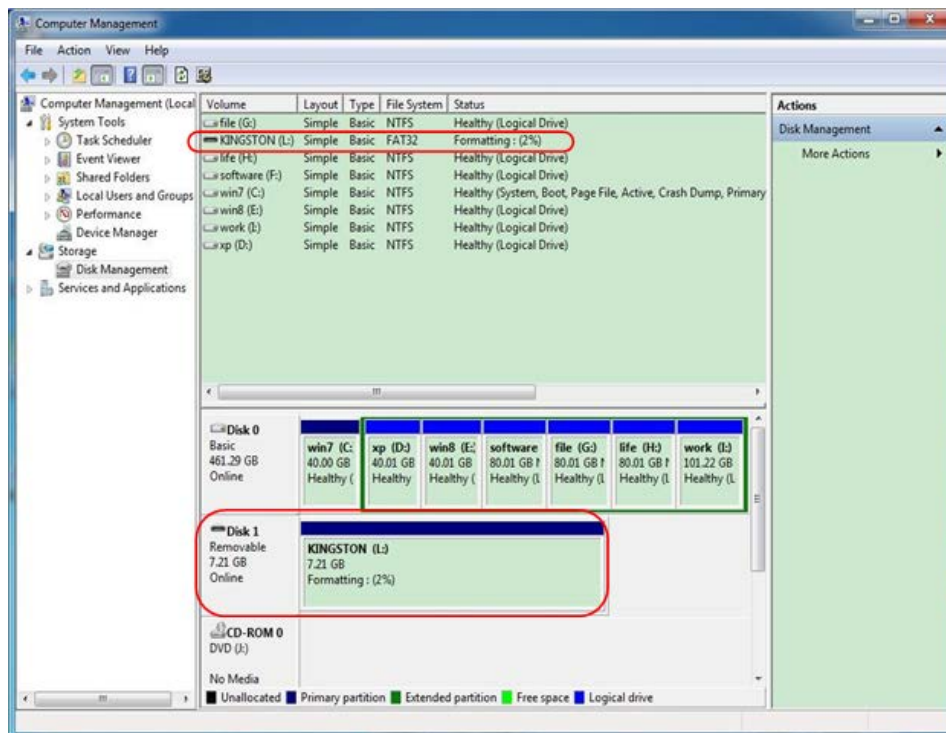 Computer Management
File Action View Help
Computer Management (Local
System Tools
Task Scheduler
Event Viewer
Shared Folders
Local Users and Groups
Performance
Device Manager
Storage
Disk Management
Services and Applications
Volume Layout Type File System Status
file (G:) Simple Basic NTFS Healthy (Logical Drive)
KINGSTON (L:) Simple Basic FAT32 Formatting : (2%)
life (H:) Simple Basic NTFS Healthy (Logical Drive)
software (F:) Simple Basic NTFS Healthy (Logical Drive)
win7 (C:) Simple Basic NTFS Healthy (System, Boot, Page File, Active, Crash Dump, Primary
win8 (E:) Simple Basic NTFS Healthy (Logical Drive)
work (I:) Simple Basic NTFS Healthy (Logical Drive)
xp (D:) Simple Basic NTFS Healthy (Logical Drive)
Actions
Disk Management
More Actions
Disk 0
Basic
461.29 GB
Online
win7 (C: xp (D:) win8 (E: software file (G:) life (H:) work (I:)
40.00 GB 40.01 GB 40.01 GB 80.01 GB 80.01 GB 80.01 GB 101.22 GB
Healthy ( Healthy Healthy ( Healthy (L Healthy (L Healthy (L Healthy (L
Disk 1
Removable
7.21 GB
Online
KINGSTON (L:)
7.21 GB
Formatting : (2%)
CD-ROM 0
DVD (J:)
No Media
Unallocated Primary partition Extended partition Free space Logical drive